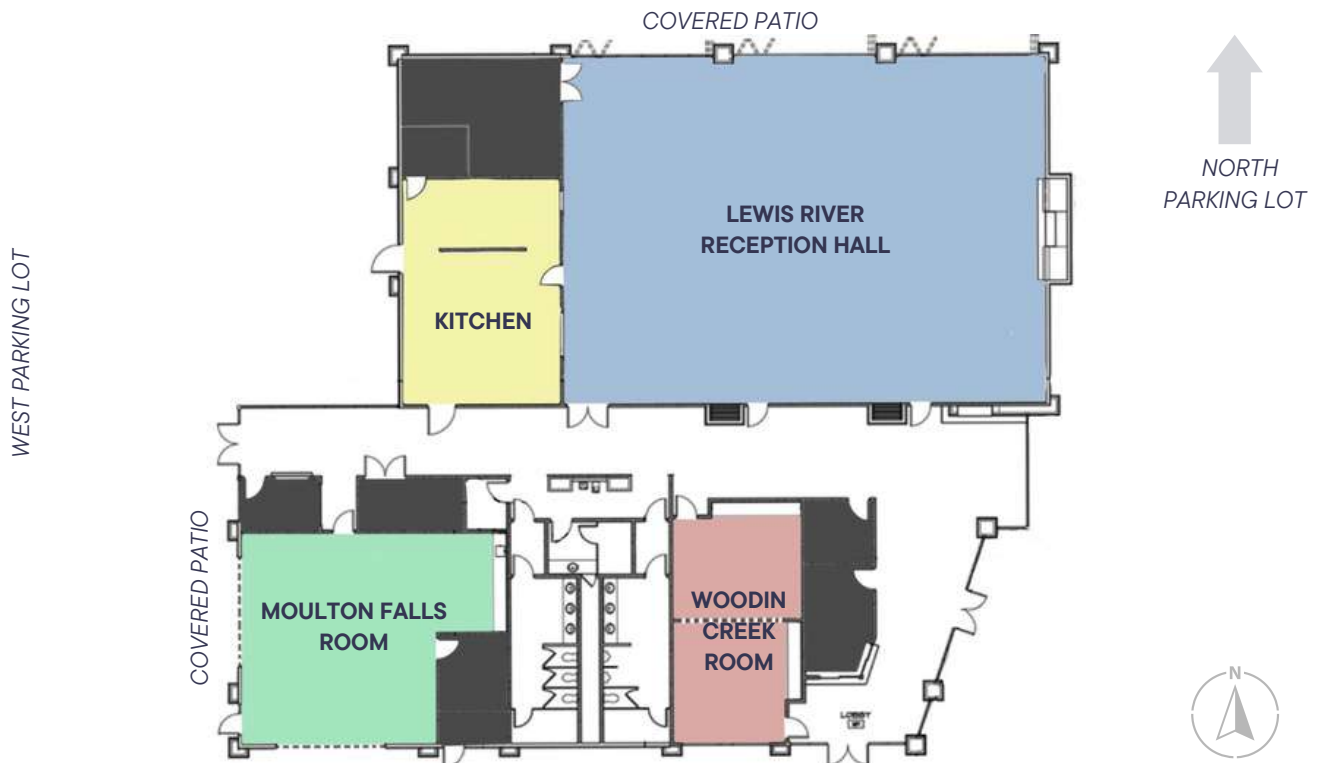 COVERED PATIO
NORTH
PARKING LOT
LEWIS RIVER
RECEPTION HALL
WEST PARKING LOT
KITCHEN
COVERED PATIO
MOULTON FALLS
ROOM
WOODIN
CREEK
ROOM
LOBBY
N